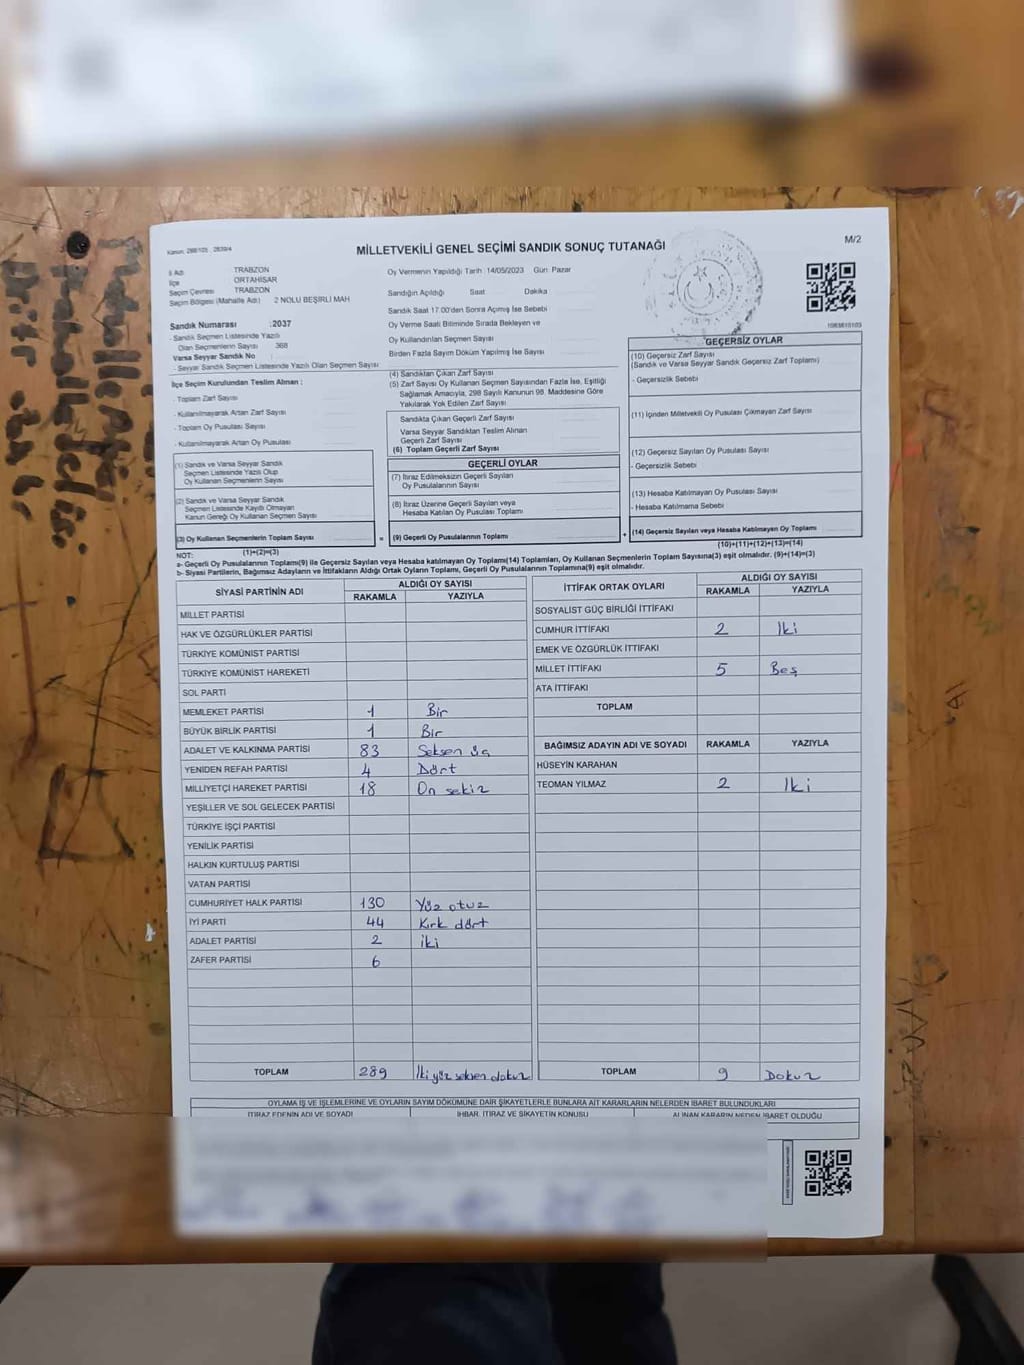 Kanun: 298/105 , 2839/4
MİLLETVEKİLİ GENEL SEÇİMİ SANDIK SONUÇ TUTANAĞI
M/2
İl Adı TRABZON
İlçe ORTAHİSAR
Seçim Çevresi TRABZON
Seçim Bölgesi (Mahalle Adı) 2 NOLU BEŞİRLİ MAH
Sandık Numarası :2037
- Sandık Seçmen Listesinde Yazılı Olan Seçmenlerin Sayısı 368
Varsa Seyyar Sandık No
- Seyyar Sandık Seçmen Listesinde Yazılı Olan Seçmen Sayısı
İlçe Seçim Kurulundan Teslim Alınan :
- Toplam Zarf Sayısı
- Kullanılmayarak Artan Zarf Sayısı
- Toplam Oy Pusulası Sayısı
- Kullanılmayarak Artan Oy Pusulası
(1) Sandık ve Varsa Seyyar Sandık
Seçmen Listesinde Yazılı Olup
Oy Kullanan Seçmenlerin Sayısı
(2) Sandık ve Varsa Seyyar Sandık
Seçmen Listesinde Kayıtlı Olmayan
Kanun Gereği Oy Kullanan Seçmen Sayısı
(3) Oy Kullanan Seçmenlerin Toplam Sayısı
(1)+(2)=(3)
Oy Vermenin Yapıldığı Tarih :14/05/2023 Gün: Pazar
Sandığın Açıldığı Saat Dakika
Sandık Saat 17.00'den Sonra Açımış İse Sebebi
Oy Verme Saati Bitiminde Sırada Bekleyen ve
Oy Kullandırılan Seçmen Sayısı
Birden Fazla Sayım Döküm Yapılmış İse Sayısı
(4) Sandıktan Çıkan Zarf Sayısı
(5) Zarf Sayısı Oy Kullanan Seçmen Sayısından Fazla İse, Eşitliği
Sağlamak Amacıyla, 298 Sayılı Kanunun 98. Maddesine Göre
Yakılarak Yok Edilen Zarf Sayısı
Sandıkta Çıkan Geçerli Zarf Sayısı
Varsa Seyyar Sandıktan Teslim Alınan
Geçerli Zarf Sayısı
(6) Toplam Geçerli Zarf Sayısı
GEÇERLİ OYLAR
(7) İtiraz Edilmeksizin Geçerli Sayılan
Oy Pusulalarının Sayısı
(8) İtiraz Üzerine Geçerli Sayılan veya
Hesaba Katılan Oy Pusulası Toplamı
= (9) Geçerli Oy Pusulalarının Toplamı +
GEÇERSİZ OYLAR
(10) Geçersiz Zarf Sayısı
(Sandık ve Varsa Seyyar Sandık Geçersiz Zarf Toplamı)
- Geçersizlik Sebebi
(11) İçinden Milletvekili Oy Pusulası Çıkmayan Zarf Sayısı
(12) Geçersiz Sayılan Oy Pusulası Sayısı
- Geçersizlik Sebebi
(13) Hesaba Katılmayan Oy Pusulası Sayısı
- Hesaba Katılmama Sebebi
(14) Geçersiz Sayılan veya Hesaba Katılmayan Oy Toplamı
(10)+(11)+(12)+(13)=(14)
NOT:
a- Geçerli Oy Pusulalarının Toplamı(9) ile Geçersiz Sayılan veya Hesaba katılmayan Oy Toplamı(14) Toplamları, Oy Kullanan Seçmenlerin Toplam Sayısına(3) eşit olmalıdır. (9)+(14)=(3)
b- Siyasi Partilerin, Bağımsız Adayların ve İttifakların Aldığı Ortak Oyların Toplamı, Geçerli Oy Pusulalarının Toplamına(9) eşit olmalıdır.
SİYASİ PARTİNİN ADI ALDIĞI OY SAYISI
RAKAMLA YAZIYLA
MİLLET PARTİSİ
HAK VE ÖZGÜRLÜKLER PARTİSİ
TÜRKİYE KOMÜNİST PARTİSİ
TÜRKİYE KOMÜNİST HAREKETİ
SOL PARTİ
MEMLEKET PARTİSİ 1 Bir
BÜYÜK BİRLİK PARTİSİ 1 Bir
ADALET VE KALKINMA PARTİSİ 83 Seksen üç
YENİDEN REFAH PARTİSİ 4 Dört
MİLLİYETÇİ HAREKET PARTİSİ 18 On sekiz
YEŞİLLER VE SOL GELECEK PARTİSİ
TÜRKİYE İŞÇİ PARTİSİ
YENİLİK PARTİSİ
HALKIN KURTULUŞ PARTİSİ
VATAN PARTİSİ
CUMHURİYET HALK PARTİSİ 130 Yüz otuz
İYİ PARTİ 44 Kırk dört
ADALET PARTİSİ 2 iki
ZAFER PARTİSİ 6
TOPLAM 289 İki yüz seksen dokuz
İTTİFAK ORTAK OYLARI ALDIĞI OY SAYISI
RAKAMLA YAZIYLA
SOSYALİST GÜÇ BİRLİĞİ İTTİFAKI
CUMHUR İTTİFAKI 2 İki
EMEK VE ÖZGÜRLÜK İTTİFAKI
MİLLET İTTİFAKI 5 Beş
ATA İTTİFAKI
TOPLAM
BAĞIMSIZ ADAYIN ADI VE SOYADI RAKAMLA YAZIYLA
HÜSEYİN KARAHAN
TEOMAN YILMAZ 2 İki
TOPLAM 9 Dokuz
OYLAMA İŞ VE İŞLEMLERİNE VE OYLARIN SAYIM DÖKÜMÜNE DAİR ŞİKAYETLERLE BUNLARA AİT KARARLARIN NELERDEN İBARET BULUNDUKLARI
İTİRAZ EDENİN ADI VE SOYADI İHBAR, İTİRAZ VE ŞİKAYETİN KONUSU ALINAN KARARIN NEDEN İBARET OLDUĞU